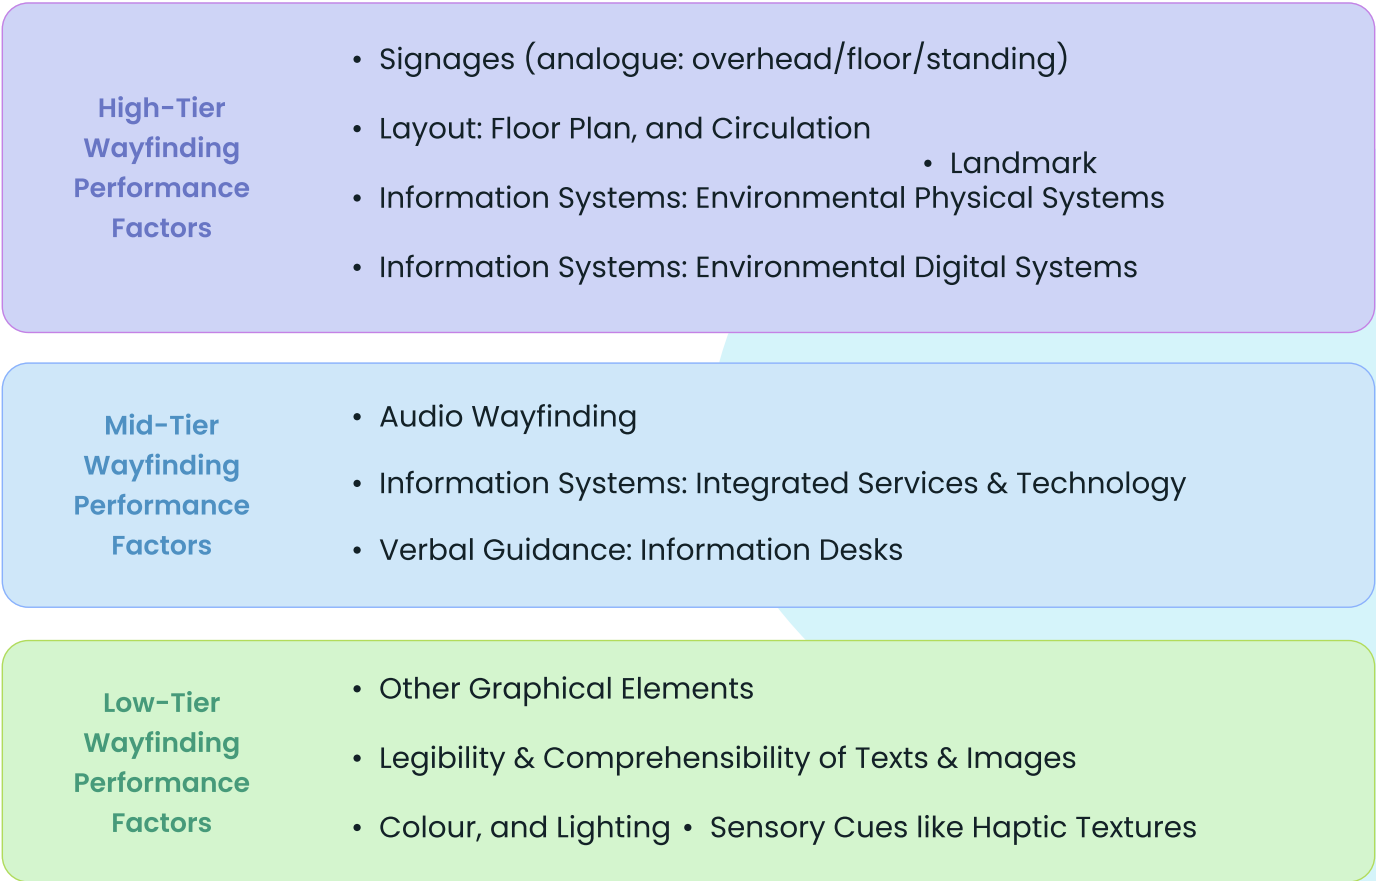 High-Tier
Wayfinding
Performance
Factors
• Signages (analogue: overhead/floor/standing)
• Layout: Floor Plan, and Circulation
• Landmark
• Information Systems: Environmental Physical Systems
• Information Systems: Environmental Digital Systems
Mid-Tier
Wayfinding
Performance
Factors
• Audio Wayfinding
• Information Systems: Integrated Services & Technology
• Verbal Guidance: Information Desks
Low-Tier
Wayfinding
Performance
Factors
• Other Graphical Elements
• Legibility & Comprehensibility of Texts & Images
• Colour, and Lighting • Sensory Cues like Haptic Textures